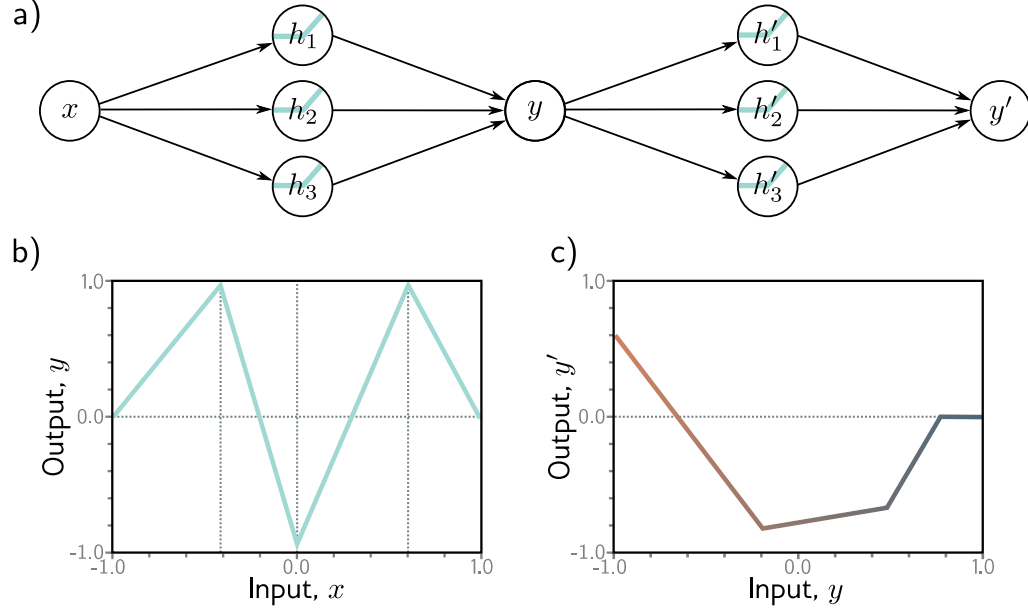 a)
h₁ h′₁
x h₂ y h′₂ y′
h₃ h′₃
b) c)
1.0 1.0
Output, y Output, y′
0.0 0.0
-1.0 -1.0
-1.0 0.0 1.0 -1.0 0.0 1.0
Input, x Input, y